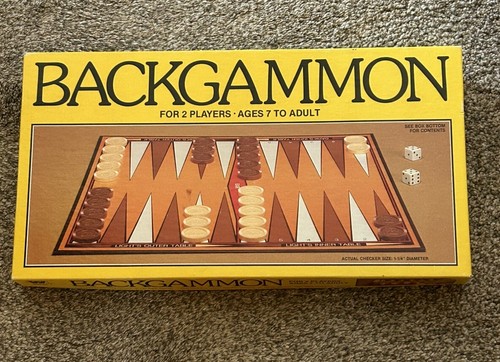 BACKGAMMON
FOR 2 PLAYERS · AGES 7 TO ADULT
SEE BOX BOTTOM
FOR CONTENTS
LIGHT'S OUTER TABLE
LIGHT'S INNER TABLE
ACTUAL CHECKER SIZE: 1-1/4" DIAMETER
BACKGAMMON